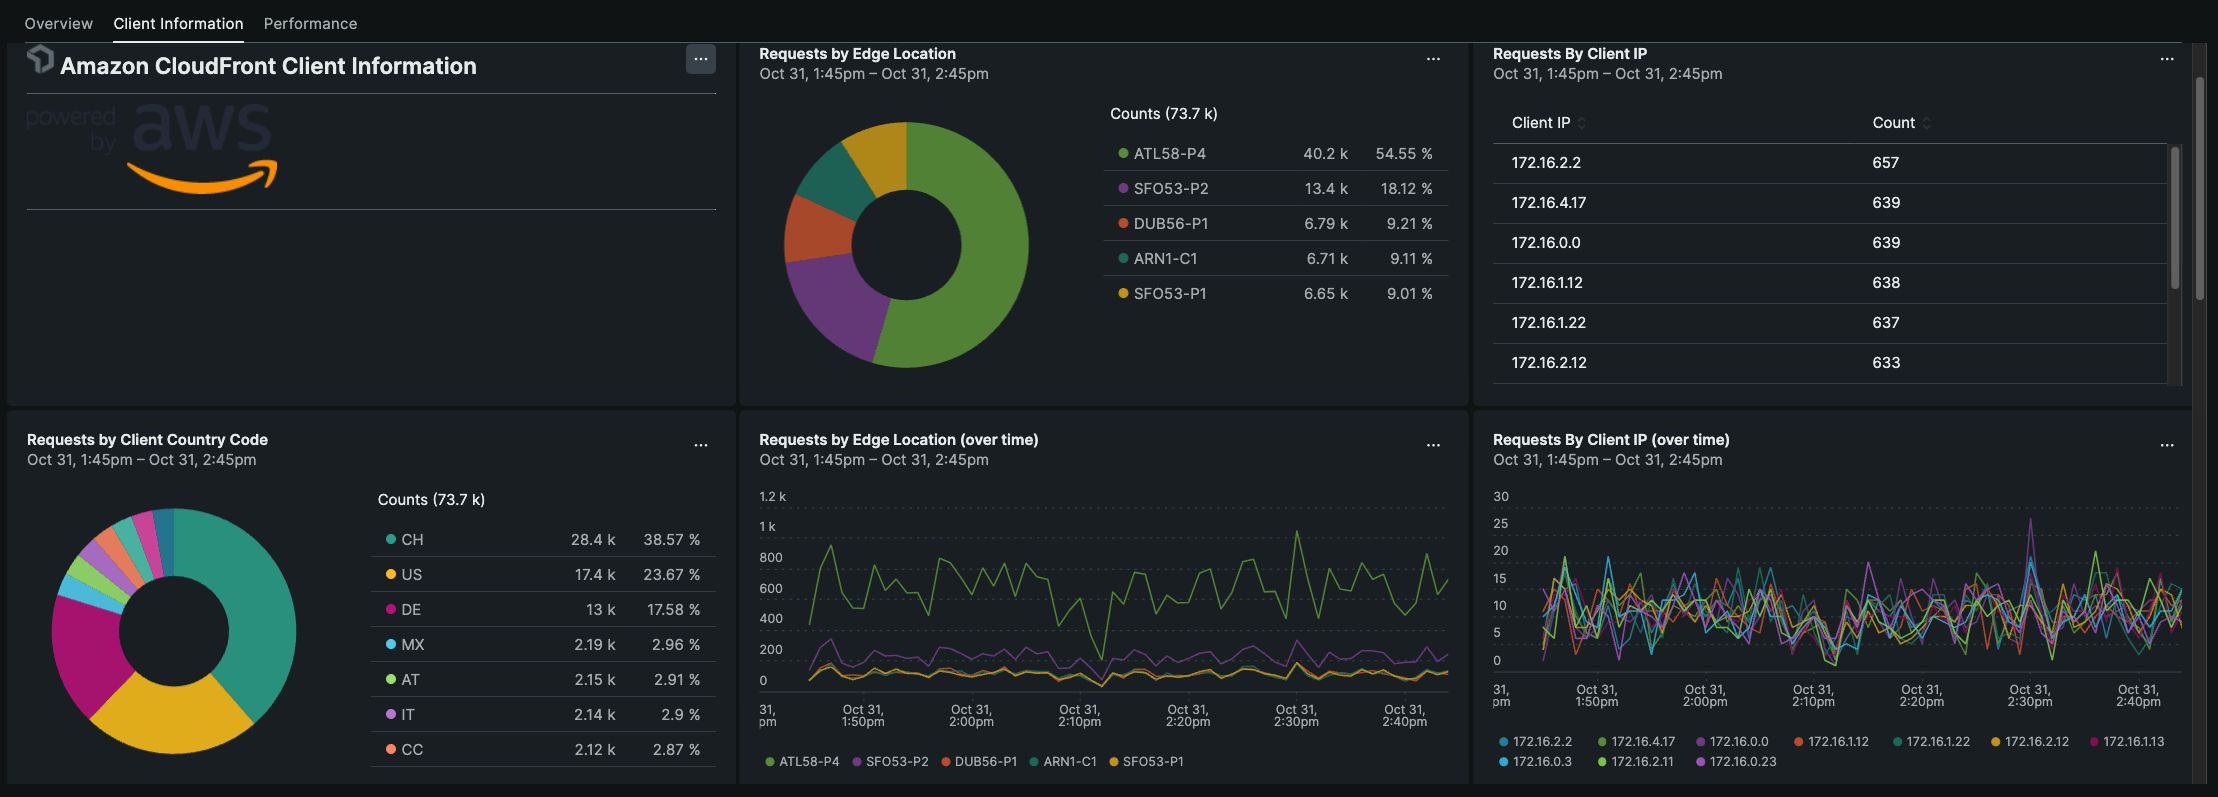 Overview Client Information Performance
Amazon CloudFront Client Information
...
powered
by aws
Requests by Edge Location
...
Oct 31, 1:45pm – Oct 31, 2:45pm
Counts (73.7 k)
ATL58-P4 40.2 k 54.55 %
SFO53-P2 13.4 k 18.12 %
DUB56-P1 6.79 k 9.21 %
ARN1-C1 6.71 k 9.11 %
SFO53-P1 6.65 k 9.01 %
Requests By Client IP
...
Oct 31, 1:45pm – Oct 31, 2:45pm
Client IP Count
172.16.2.2 657
172.16.4.17 639
172.16.0.0 639
172.16.1.12 638
172.16.1.22 637
172.16.2.12 633
Requests by Client Country Code
...
Oct 31, 1:45pm – Oct 31, 2:45pm
Counts (73.7 k)
CH 28.4 k 38.57 %
US 17.4 k 23.67 %
DE 13 k 17.58 %
MX 2.19 k 2.96 %
AT 2.15 k 2.91 %
IT 2.14 k 2.9 %
CC 2.12 k 2.87 %
Requests by Edge Location (over time)
...
Oct 31, 1:45pm – Oct 31, 2:45pm
1.2 k
1 k
800
600
400
200
0
31, Oct 31, Oct 31, Oct 31, Oct 31, Oct 31, Oct 31,
pm 1:50pm 2:00pm 2:10pm 2:20pm 2:30pm 2:40pm
ATL58-P4 SFO53-P2 DUB56-P1 ARN1-C1 SFO53-P1
Requests By Client IP (over time)
...
Oct 31, 1:45pm – Oct 31, 2:45pm
30
25
20
15
10
5
0
31, Oct 31, Oct 31, Oct 31, Oct 31, Oct 31, Oct 31,
pm 1:50pm 2:00pm 2:10pm 2:20pm 2:30pm 2:40pm
172.16.2.2 172.16.4.17 172.16.0.0 172.16.1.12 172.16.1.22 172.16.2.12 172.16.1.13
172.16.0.3 172.16.2.11 172.16.0.23